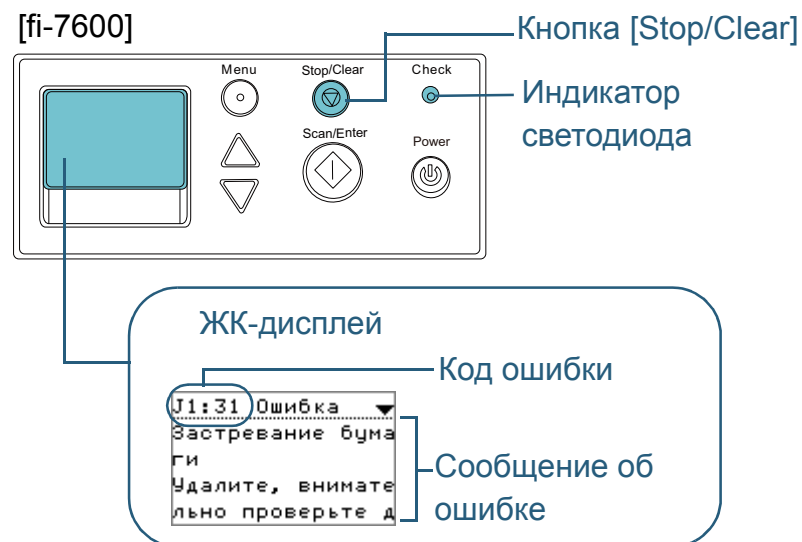 [fi-7600]
Кнопка [Stop/Clear]
Menu
Stop/Clear
Check
Индикатор
светодиода
Scan/Enter
Power
ЖК-дисплей
Код ошибки
J1:31 Ошибка
Застревание бума
ги
Удалите, внимате
льно проверьте д
Сообщение об
ошибке